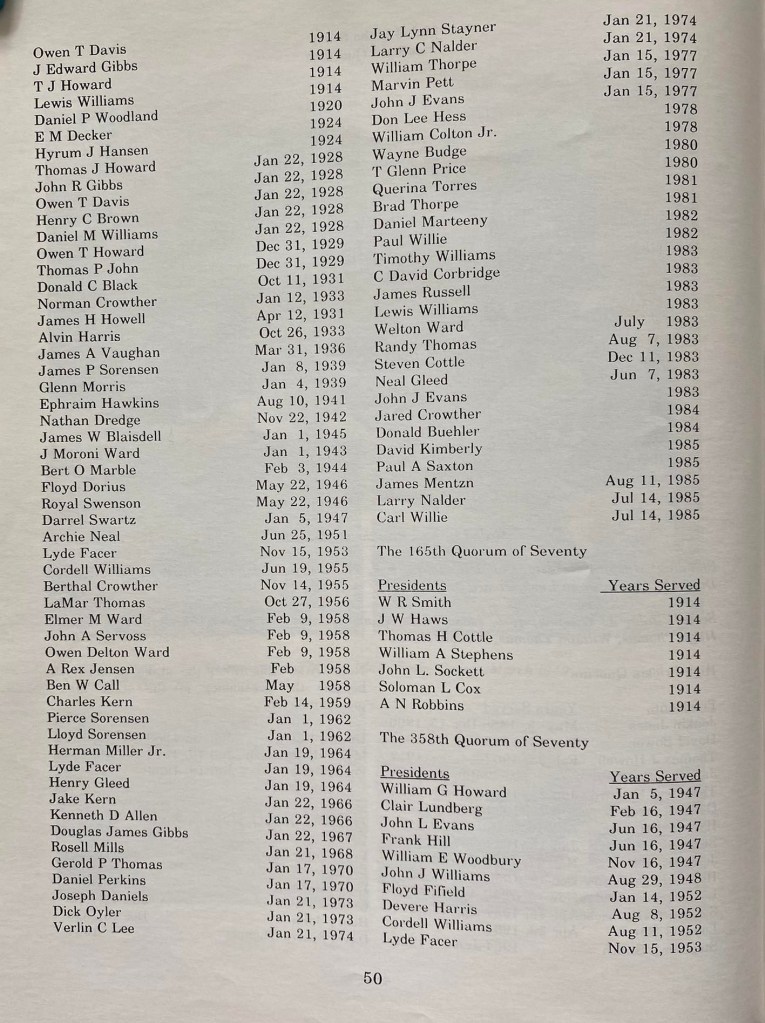 Owen T Davis 1914
J Edward Gibbs 1914
T J Howard 1914
Lewis Williams 1914
Daniel P Woodland 1920
E M Decker 1924
Hyrum J Hansen 1924
Thomas J Howard Jan 22, 1928
John R Gibbs Jan 22, 1928
Owen T Davis Jan 22, 1928
Henry C Brown Jan 22, 1928
Daniel M Williams Jan 22, 1928
Owen T Howard Dec 31, 1929
Thomas P John Dec 31, 1929
Donald C Black Oct 11, 1931
Norman Crowther Jan 12, 1933
James H Howell Apr 12, 1931
Alvin Harris Oct 26, 1933
James A Vaughan Mar 31, 1936
James P Sorensen Jan 8, 1939
Glenn Morris Jan 4, 1939
Ephraim Hawkins Aug 10, 1941
Nathan Dredge Nov 22, 1942
James W Blaisdell Jan 1, 1945
J Moroni Ward Jan 1, 1943
Bert O Marble Feb 3, 1944
Floyd Dorius May 22, 1946
Royal Swenson May 22, 1946
Darrel Swartz Jan 5, 1947
Archie Neal Jun 25, 1951
Lyde Facer Nov 15, 1953
Cordell Williams Jun 19, 1955
Berthal Crowther Nov 14, 1955
LaMar Thomas Oct 27, 1956
Elmer M Ward Feb 9, 1958
John A Servoss Feb 9, 1958
Owen Delton Ward Feb 9, 1958
A Rex Jensen Feb 1958
Ben W Call May 1958
Charles Kern Feb 14, 1959
Pierce Sorensen Jan 1, 1962
Lloyd Sorensen Jan 1, 1962
Herman Miller Jr. Jan 19, 1964
Lyde Facer Jan 19, 1964
Henry Gleed Jan 19, 1964
Jake Kern Jan 22, 1966
Kenneth D Allen Jan 22, 1966
Douglas James Gibbs Jan 22, 1967
Rosell Mills Jan 21, 1968
Gerold P Thomas Jan 17, 1970
Daniel Perkins Jan 17, 1970
Joseph Daniels Jan 21, 1973
Dick Oyler Jan 21, 1973
Verlin C Lee Jan 21, 1974
Jay Lynn Stayner Jan 21, 1974
Larry C Nalder Jan 21, 1974
William Thorpe Jan 15, 1977
Marvin Pett Jan 15, 1977
John J Evans Jan 15, 1977
Don Lee Hess 1978
William Colton Jr. 1978
Wayne Budge 1980
T Glenn Price 1980
Querina Torres 1981
Brad Thorpe 1981
Daniel Marteeny 1982
Paul Willie 1982
Timothy Williams 1983
C David Corbridge 1983
James Russell 1983
Lewis Williams 1983
Welton Ward July 1983
Randy Thomas Aug 7, 1983
Steven Cottle Dec 11, 1983
Neal Gleed Jun 7, 1983
John J Evans 1983
Jared Crowther 1984
Donald Buehler 1984
David Kimberly 1985
Paul A Saxton 1985
James Mentzn Aug 11, 1985
Larry Nalder Jul 14, 1985
Carl Willie Jul 14, 1985
The 165th Quorum of Seventy
Presidents Years Served
W R Smith 1914
J W Haws 1914
Thomas H Cottle 1914
William A Stephens 1914
John L. Sockett 1914
Soloman L Cox 1914
A N Robbins 1914
The 358th Quorum of Seventy
Presidents Years Served
William G Howard Jan 5, 1947
Clair Lundberg Feb 16, 1947
John L Evans Jun 16, 1947
Frank Hill Jun 16, 1947
William E Woodbury Nov 16, 1947
John J Williams Aug 29, 1948
Floyd Fifield Jan 14, 1952
Devere Harris Aug 8, 1952
Cordell Williams Aug 11, 1952
Lyde Facer Nov 15, 1953
50